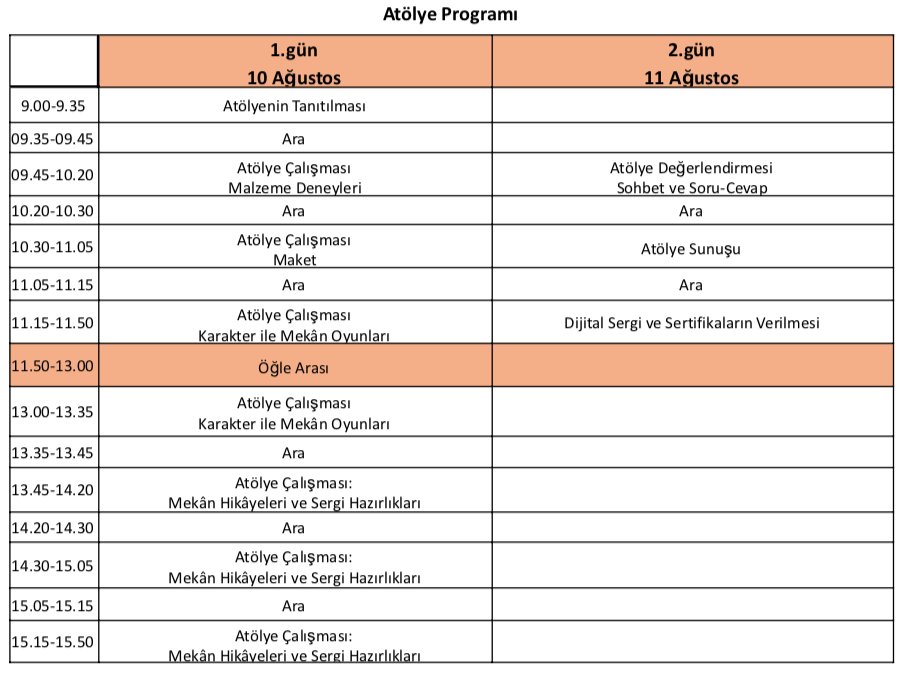 Atölye Programı
1.gün
10 Ağustos
2.gün
11 Ağustos
9.00-9.35
Atölyenin Tanıtılması
09.35-09.45
Ara
09.45-10.20
Atölye Çalışması
Malzeme Deneyleri
Atölye Değerlendirmesi
Sohbet ve Soru-Cevap
10.20-10.30
Ara
Ara
10.30-11.05
Atölye Çalışması
Maket
Atölye Sunuşu
11.05-11.15
Ara
Ara
11.15-11.50
Atölye Çalışması
Karakter ile Mekân Oyunları
Dijital Sergi ve Sertifikaların Verilmesi
11.50-13.00
Öğle Arası
13.00-13.35
Atölye Çalışması
Karakter ile Mekân Oyunları
13.35-13.45
Ara
13.45-14.20
Atölye Çalışması:
Mekân Hikâyeleri ve Sergi Hazırlıkları
14.20-14.30
Ara
14.30-15.05
Atölye Çalışması:
Mekân Hikâyeleri ve Sergi Hazırlıkları
15.05-15.15
Ara
15.15-15.50
Atölye Çalışması:
Mekân Hikâyeleri ve Sergi Hazırlıkları